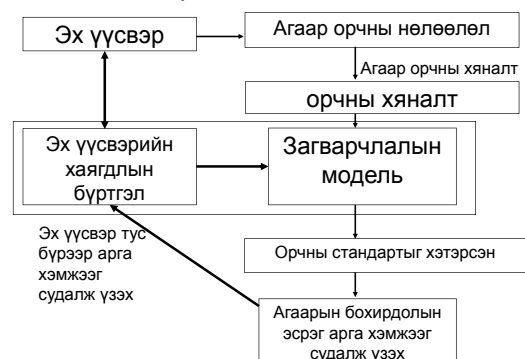 Эх үүсвэр
Агаар орчны нөлөөлөл
Агаар орчны хяналт
орчны хяналт
Эх үүсвэрийн
хаягдлын
бүртгэл
Загварчлалын
модель
Эх үүсвэр тус
бүрээр арга
хэмжээг
судалж үзэх
Орчны стандартыг хэтэрсэн
Агаарын бохирдолын
эсрэг арга хэмжээг
судалж үзэх